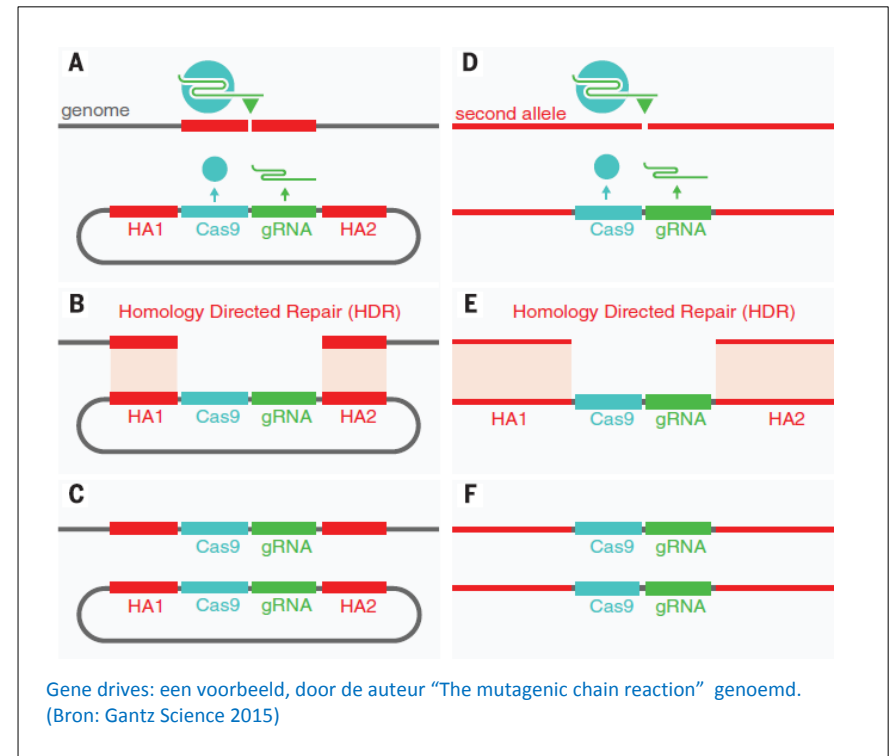 A
genome
HA1 Cas9 gRNA HA2
B
Homology Directed Repair (HDR)
HA1 Cas9 gRNA HA2
C
Cas9 gRNA
HA1 Cas9 gRNA HA2
D
second allele
Cas9 gRNA
E
Homology Directed Repair (HDR)
HA1 Cas9 gRNA HA2
F
Cas9 gRNA
Cas9 gRNA
Gene drives: een voorbeeld, door de auteur “The mutagenic chain reaction” genoemd.
(Bron: Gantz Science 2015)